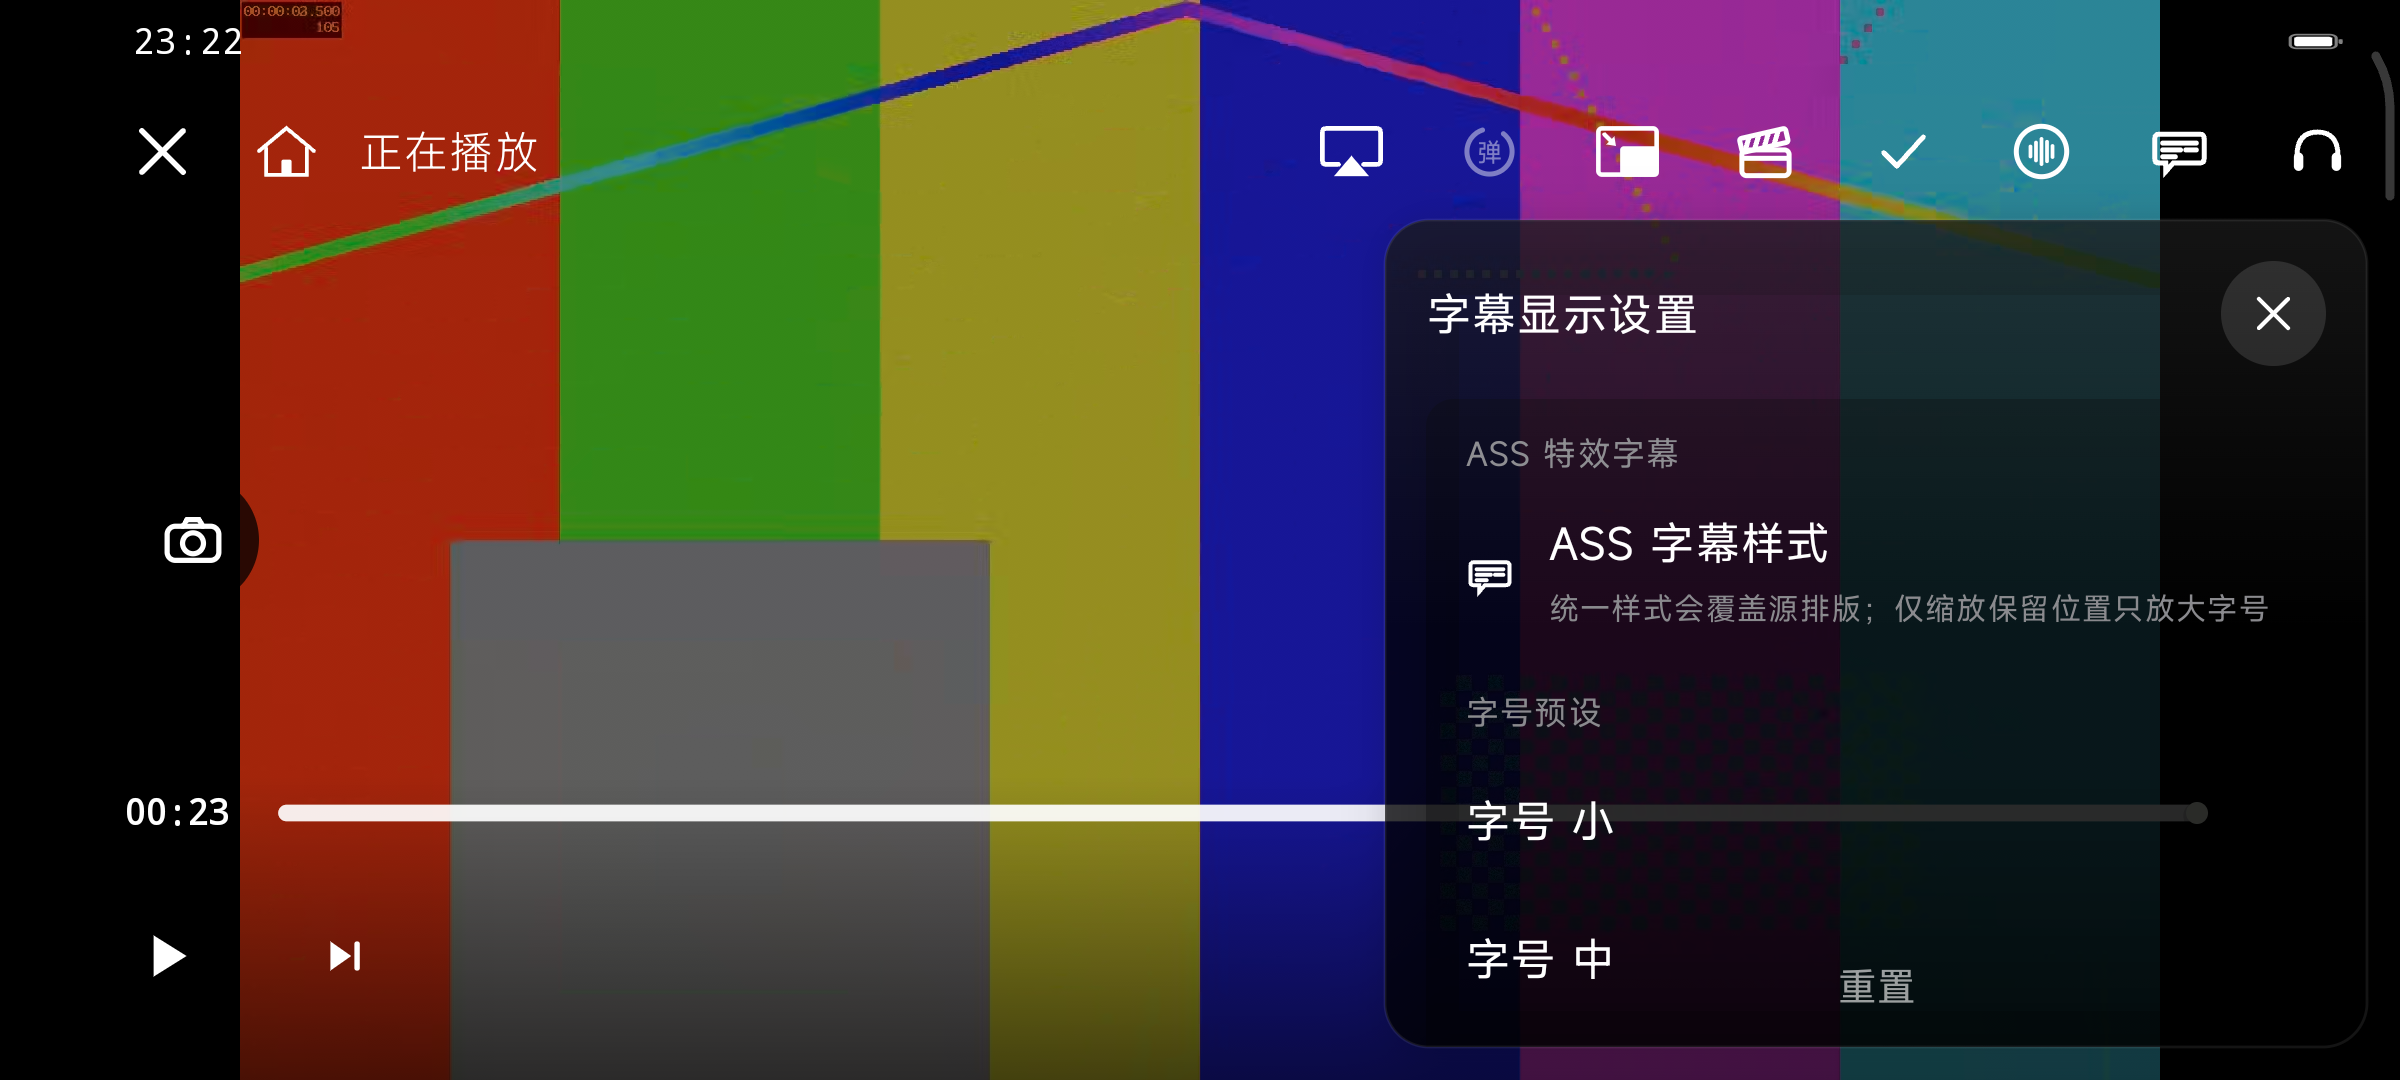 00:00:03.500
105
23:22
正在播放
弹
字幕显示设置
ASS 特效字幕
ASS 字幕样式
统一样式会覆盖源排版；仅缩放保留位置只放大字号
字号预设
00:23
字号 小
字号 中
重置